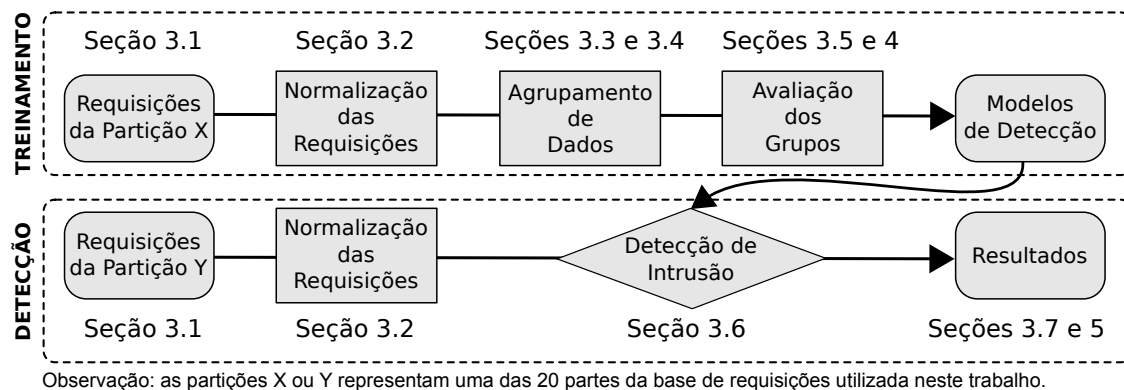 TREINAMENTO
Seção 3.1
Seção 3.2
Seções 3.3 e 3.4
Seções 3.5 e 4
Requisições
da Partição X
Normalização
das
Requisições
Agrupamento
de
Dados
Avaliação
dos
Grupos
Modelos
de Detecção
DETECÇÃO
Requisições
da Partição Y
Normalização
das
Requisições
Detecção de
Intrusão
Resultados
Seção 3.1
Seção 3.2
Seção 3.6
Seções 3.7 e 5
Observação: as partições X ou Y representam uma das 20 partes da base de requisições utilizada neste trabalho.